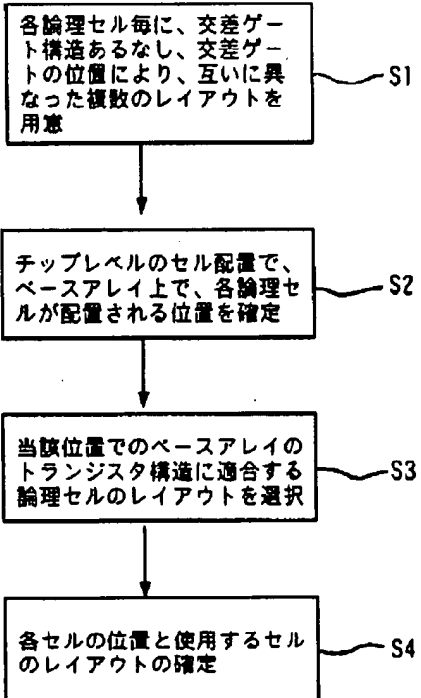 各論理セル毎に、交差ゲー
ト構造あるなし、交差ゲー
トの位置により、互いに異
なった複数のレイアウトを
用意
S1
チップレベルのセル配置で、
ベースアレイ上で、各論理セ
ルが配置される位置を確定
S2
当該位置でのベースアレイの
トランジスタ構造に適合する
論理セルのレイアウトを選択
S3
各セルの位置と使用するセル
のレイアウトの確定
S4